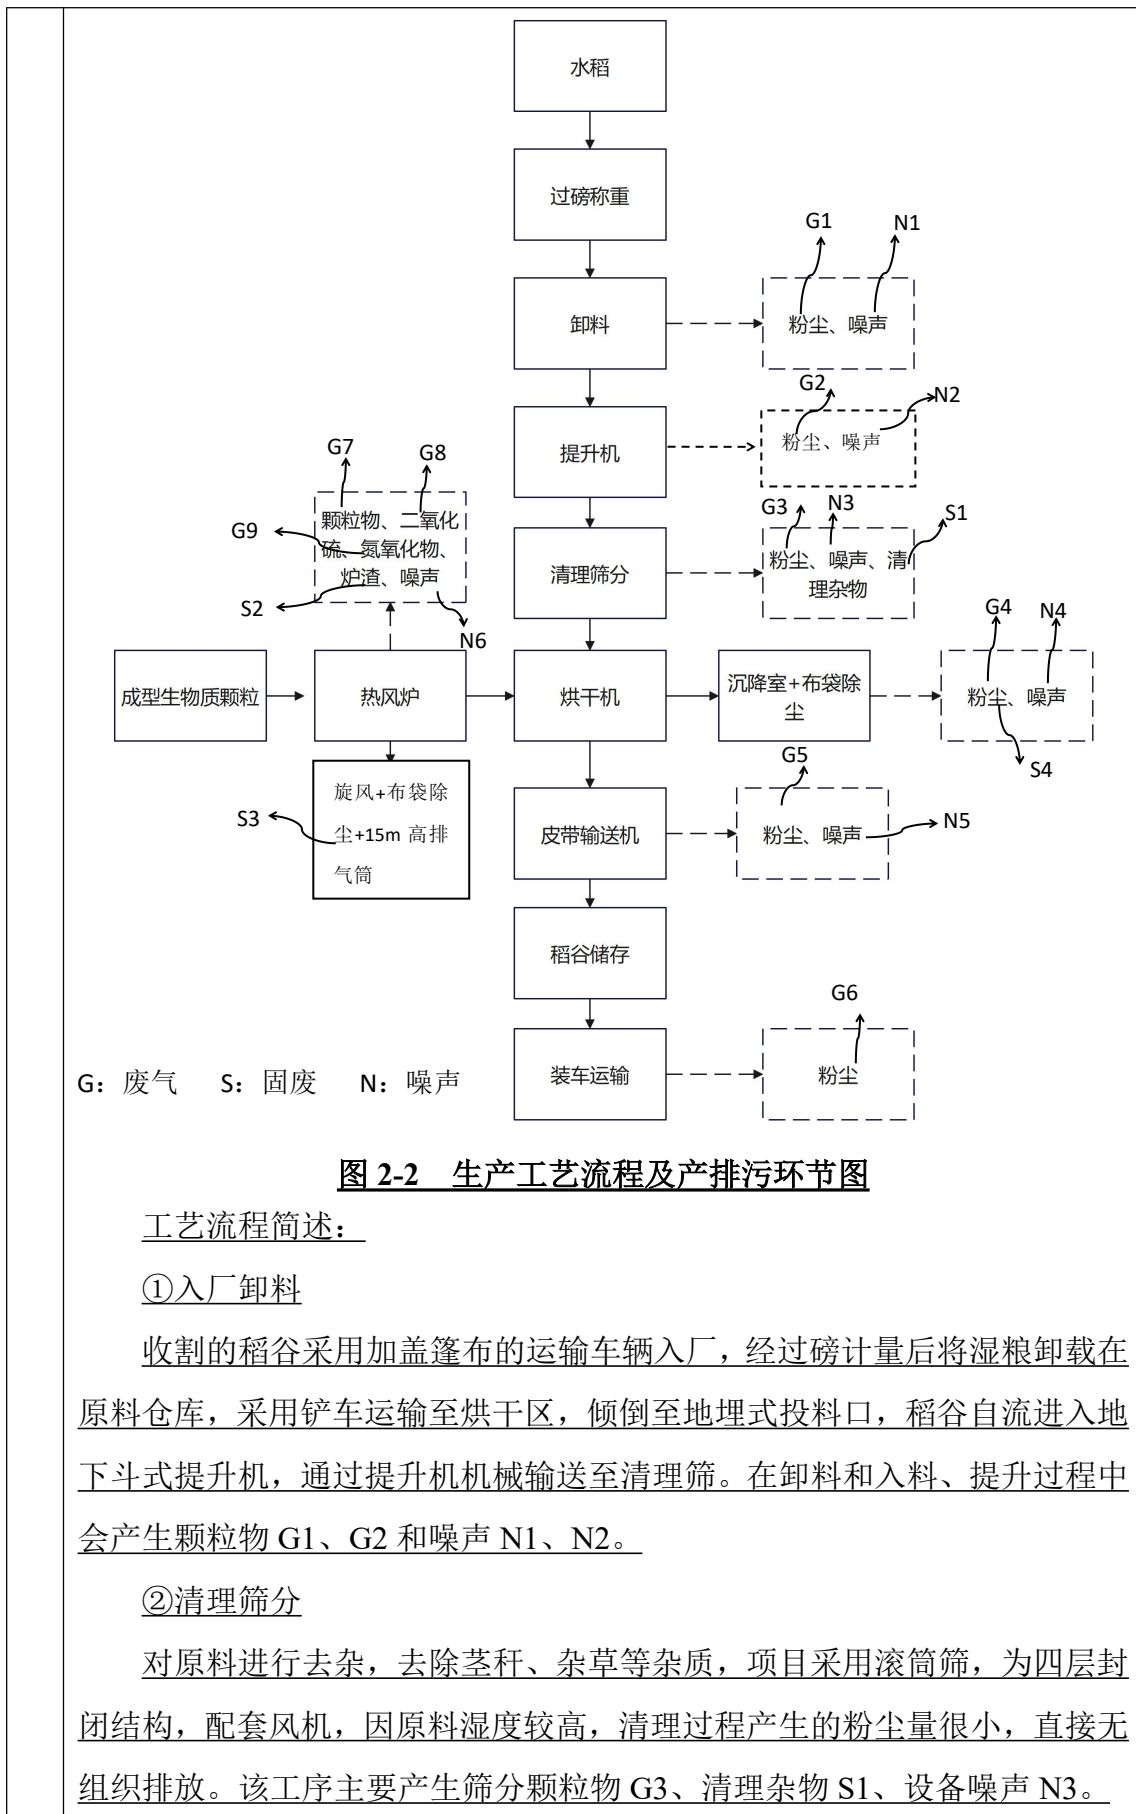 水稻
过磅称重
G1
N1
卸料
粉尘、噪声
G2
N2
提升机
粉尘、噪声
G7
G8
G3
N3
S1
颗粒物、二氧化
硫、氮氧化物、
炉渣、噪声
G9
S2
N6
清理筛分
粉尘、噪声、清
理杂物
G4
N4
成型生物质颗粒
热风炉
烘干机
沉降室+布袋除
尘
粉尘、噪声
S4
G5
S3
旋风+布袋除
尘+15m 高排
气筒
皮带输送机
粉尘、噪声
N5
稻谷储存
G6
装车运输
粉尘
G：废气 S：固废 N：噪声
图 2-2 生产工艺流程及产排污环节图
工艺流程简述：
①入厂卸料
收割的稻谷采用加盖篷布的运输车辆入厂，经过磅计量后将湿粮卸载在
原料仓库，采用铲车运输至烘干区，倾倒至地埋式投料口，稻谷自流进入地
下斗式提升机，通过提升机机械输送至清理筛。在卸料和入料、提升过程中
会产生颗粒物 G1、G2 和噪声 N1、N2。
②清理筛分
对原料进行去杂，去除茎秆、杂草等杂质，项目采用滚筒筛，为四层封
闭结构，配套风机，因原料湿度较高，清理过程产生的粉尘量很小，直接无
组织排放。该工序主要产生筛分颗粒物 G3、清理杂物 S1、设备噪声 N3。